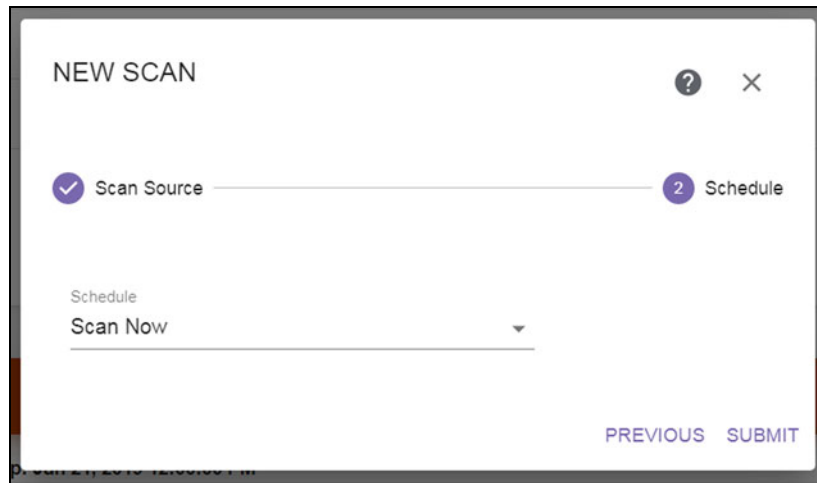 NEW SCAN
?
Scan Source
2 Schedule
Schedule
Scan Now
PREVIOUS SUBMIT